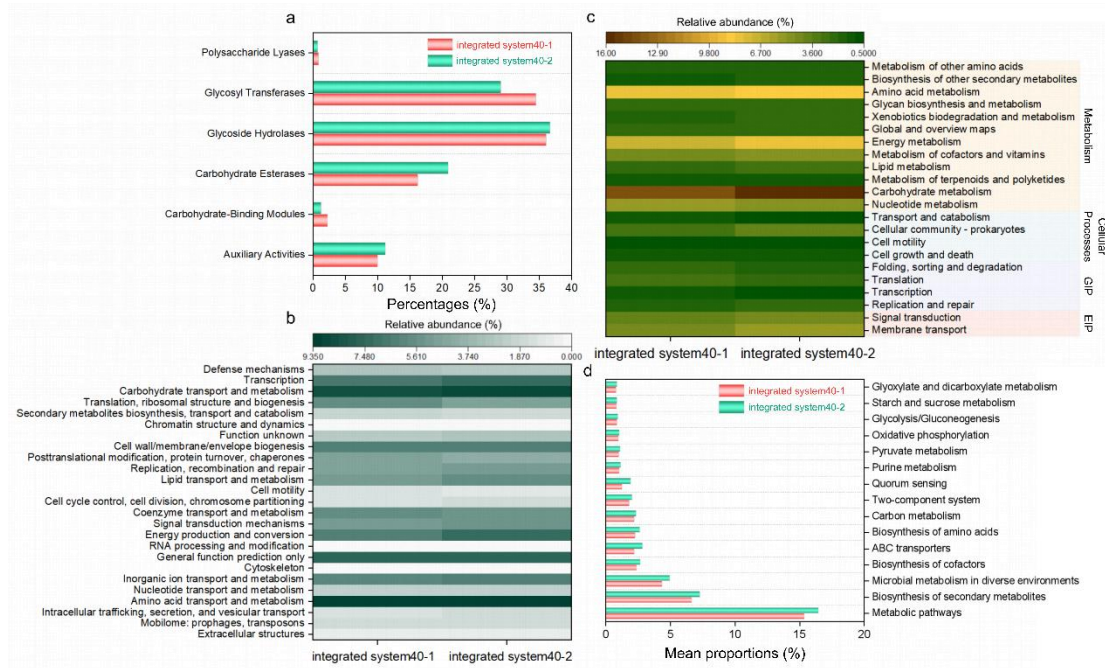 a
Polysaccharide Lyases
Glycosyl Transferases
Glycoside Hydrolases
Carbohydrate Esterases
Carbohydrate-Binding Modules
Auxiliary Activities
integrated system40-1
integrated system40-2
0 5 10 15 20 25 30 35 40
Percentages (%)
b
Relative abundance (%)
9.350 7.480 5.610 3.740 1.870 0.000
Defense mechanisms
Transcription
Carbohydrate transport and metabolism
Translation, ribosomal structure and biogenesis
Secondary metabolites biosynthesis, transport and catabolism
Chromatin structure and dynamics
Function unknown
Cell wall/membrane/envelope biogenesis
Posttranslational modification, protein turnover, chaperones
Replication, recombination and repair
Lipid transport and metabolism
Cell motility
Cell cycle control, cell division, chromosome partitioning
Coenzyme transport and metabolism
Signal transduction mechanisms
Energy production and conversion
RNA processing and modification
General function prediction only
Cytoskeleton
Inorganic ion transport and metabolism
Nucleotide transport and metabolism
Amino acid transport and metabolism
Intracellular trafficking, secretion, and vesicular transport
Mobilome: prophages, transposons
Extracellular structures
integrated system40-1 integrated system40-2
c
Relative abundance (%)
16.00 12.90 9.800 6.700 3.600 0.5000
Metabolism of other amino acids
Biosynthesis of other secondary metabolites
Amino acid metabolism
Glycan biosynthesis and metabolism
Xenobiotics biodegradation and metabolism
Global and overview maps
Energy metabolism
Metabolism of cofactors and vitamins
Lipid metabolism
Metabolism of terpenoids and polyketides
Carbohydrate metabolism
Nucleotide metabolism
Transport and catabolism
Cellular community - prokaryotes
Cell motility
Cell growth and death
Folding, sorting and degradation
Translation
Transcription
Replication and repair
Signal transduction
Membrane transport
Metabolism
Cellular
Processes
GIP
EIP
integrated system40-1 integrated system40-2
d
integrated system40-1
integrated system40-2
Glyoxylate and dicarboxylate metabolism
Starch and sucrose metabolism
Glycolysis/Gluconeogenesis
Oxidative phosphorylation
Pyruvate metabolism
Purine metabolism
Quorum sensing
Two-component system
Carbon metabolism
Biosynthesis of amino acids
ABC transporters
Biosynthesis of cofactors
Microbial metabolism in diverse environments
Biosynthesis of secondary metabolites
Metabolic pathways
0 5 10 15 20
Mean proportions (%)